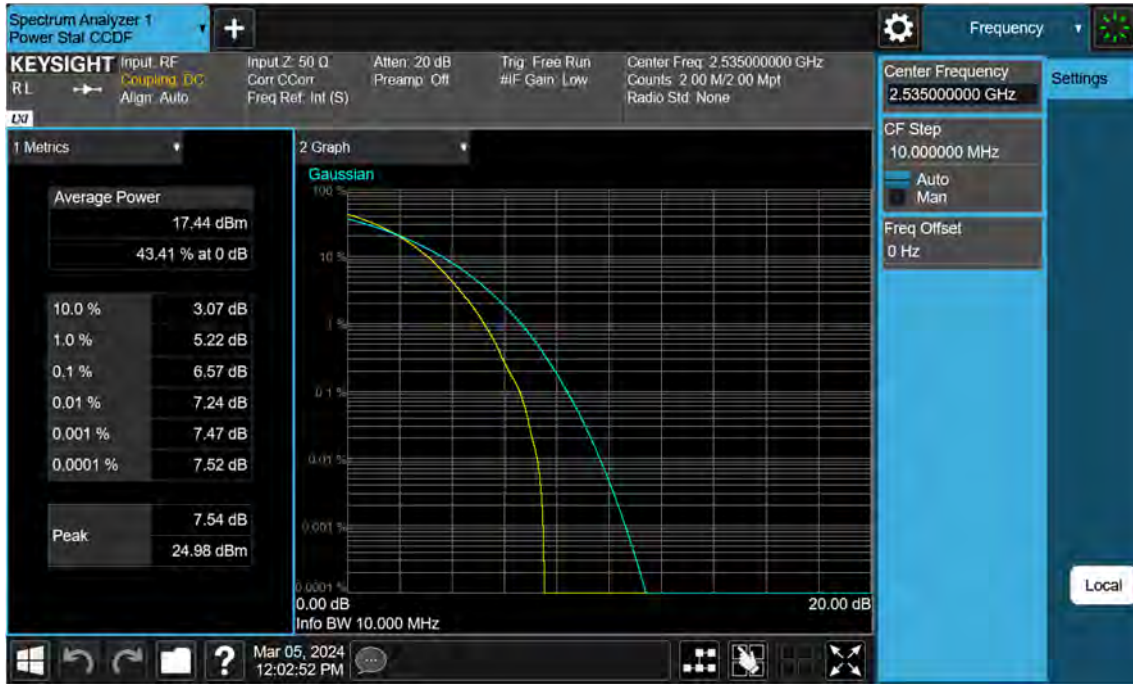 Spectrum Analyzer 1
Power Stat CCDF
+
Frequency
KEYSIGHT
RL
LXI
Input: RF
Coupling: DC
Align: Auto
Input Z: 50 Ω
Corr CCorr
Freq Ref: Int (S)
Atten: 20 dB
Preamp: Off
Trig: Free Run
#IF Gain: Low
Center Freq: 2.535000000 GHz
Counts: 2.00 M/2.00 Mpt
Radio Std: None
Center Frequency
2.535000000 GHz
Settings
CF Step
10.000000 MHz
Auto
Man
Freq Offset
0 Hz
Local
1 Metrics
Average Power
17.44 dBm
43.41 % at 0 dB
10.0 % 3.07 dB
1.0 % 5.22 dB
0.1 % 6.57 dB
0.01 % 7.24 dB
0.001 % 7.47 dB
0.0001 % 7.52 dB
Peak
7.54 dB
24.98 dBm
2 Graph
Gaussian
100 %
10 %
1 %
0.1 %
0.01 %
0.001 %
0.0001 %
0.00 dB 20.00 dB
Info BW 10.000 MHz
?
Mar 05, 2024
12:02:52 PM